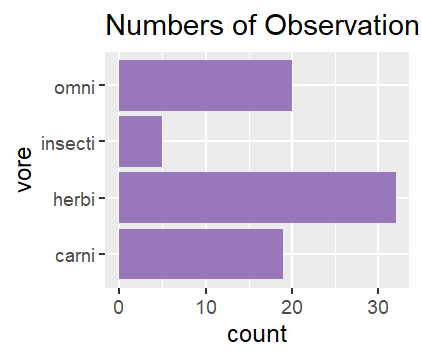 Numbers of Observation
omni
insecti
herbi
carni
vore
0 10 20 30
count